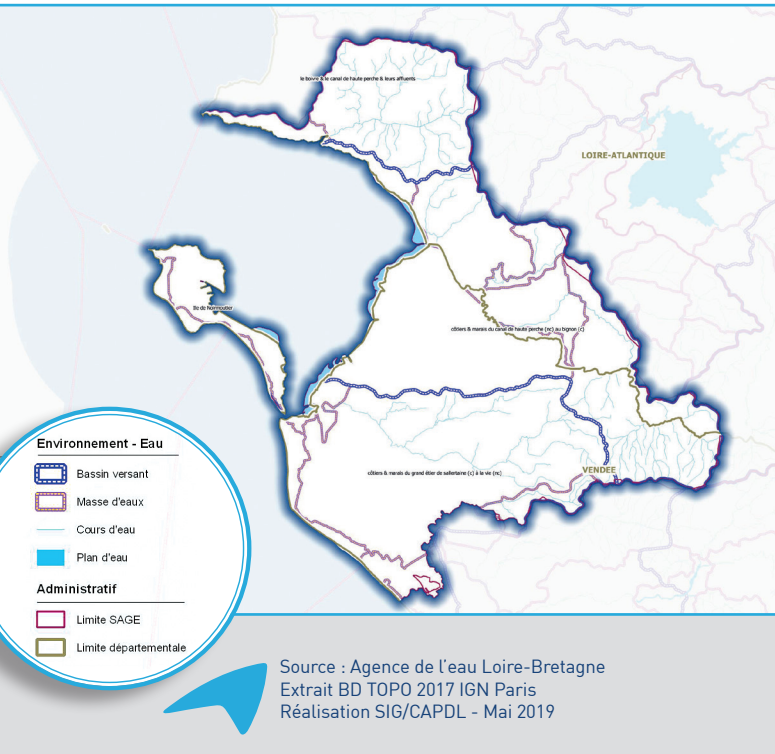 le boivre & le canal de haute perche & leurs affluents
LOIRE-ATLANTIQUE
Ile de Noirmoutier
côtiers & marais du canal de haute perche (nc) au bignon (c)
côtiers & marais du grand étier de sallertaine (c) à la vie (nc)
VENDEE
Environnement - Eau
Bassin versant
Masse d'eaux
Cours d'eau
Plan d'eau
Administratif
Limite SAGE
Limite départementale
Source : Agence de l'eau Loire-Bretagne
Extrait BD TOPO 2017 IGN Paris
Réalisation SIG/CAPDL - Mai 2019